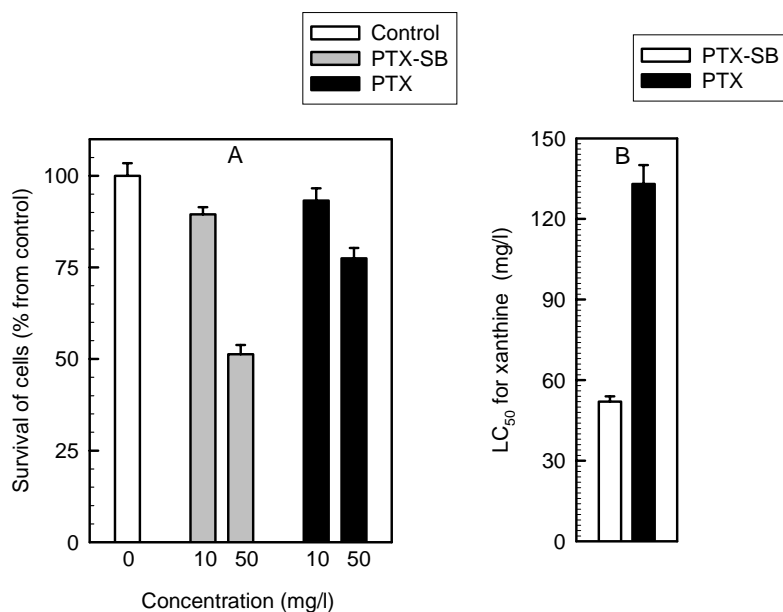 Control
PTX-SB
PTX
PTX-SB
PTX
A
100
75
50
25
0
Survival of cells (% from control)
0 10 50 10 50
Concentration (mg/l)
B
150
120
90
60
30
0
LC50 for xanthine (mg/l)